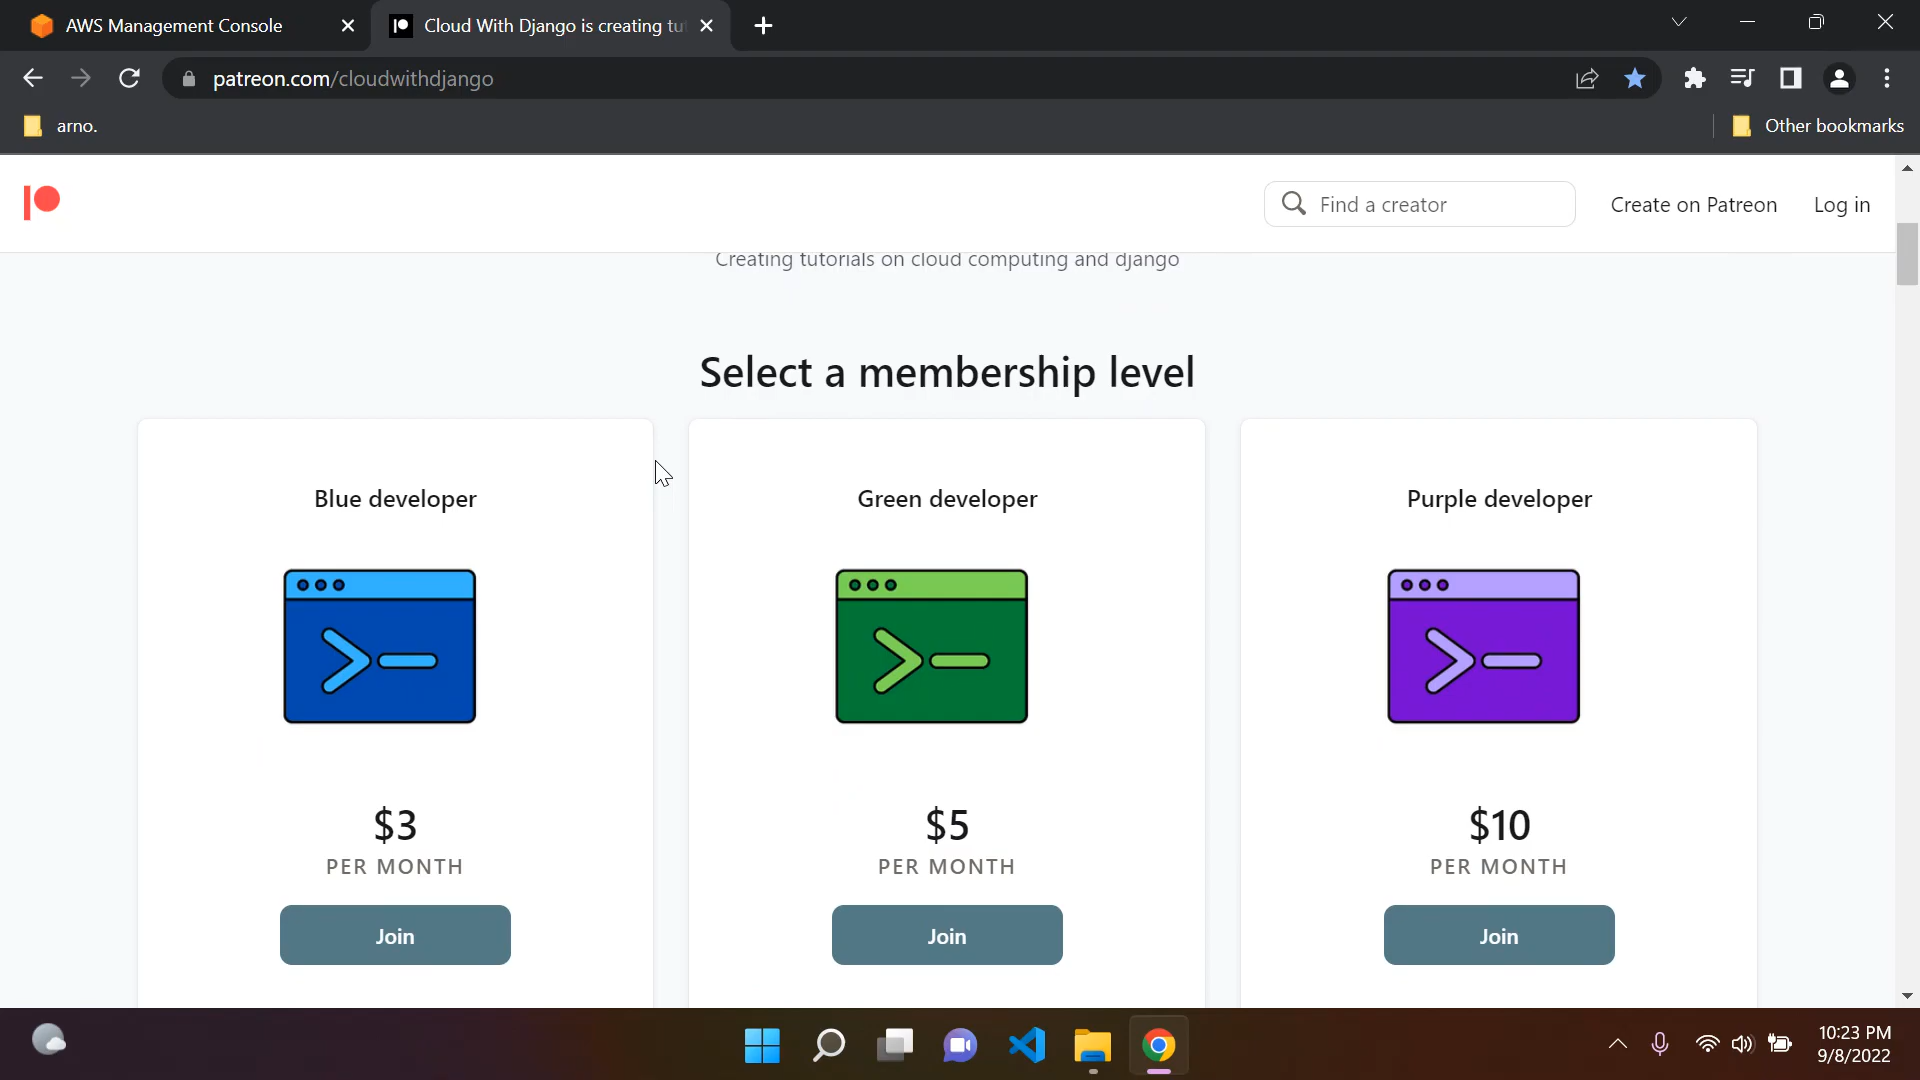 AWS Management Console
Cloud With Django is creating tu
patreon.com/cloudwithdjango
arno.
Other bookmarks
Find a creator
Create on Patreon
Log in
Creating tutorials on cloud computing and django
Select a membership level
Blue developer
Green developer
Purple developer
$3
PER MONTH
Join
$5
PER MONTH
Join
$10
PER MONTH
Join
10:23 PM
9/8/2022